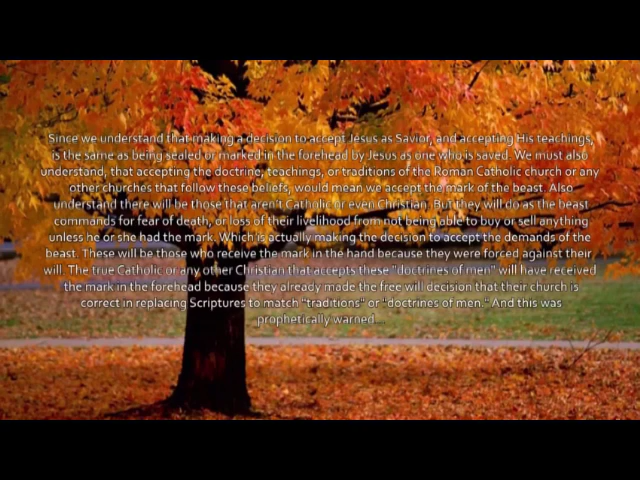 Since we understand that making a decision to accept Jesus as Savior, and accepting His teachings,
is the same as being sealed or marked in the forehead by Jesus as one who is saved. We must also
understand, that accepting the doctrine, teachings, or traditions of the Roman Catholic church or any
other churches that follow these beliefs, would mean we accept the mark of the beast. Also
understand there will be those that aren't Catholic or even Christian. But they will do as the beast
commands for fear of death, or loss of their livelihood from not being able to buy or sell anything
unless he or she had the mark. Which is actually making the decision to accept the demands of the
beast. These will be those who receive the mark in the hand because they were forced against their
will. The true Catholic or any other Christian that accepts these "doctrines of men" will have received
the mark in the forehead because they already made the free will decision that their church is
correct in replacing Scriptures to match "traditions" or "doctrines of men." And this was
prophetically warned...